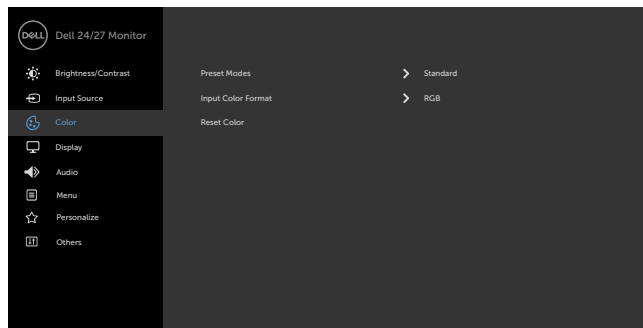 DELL Dell 24/27 Monitor
Brightness/Contrast Preset Modes Standard
Input Source Input Color Format RGB
Color Reset Color
Display
Audio
Menu
Personalize
Others